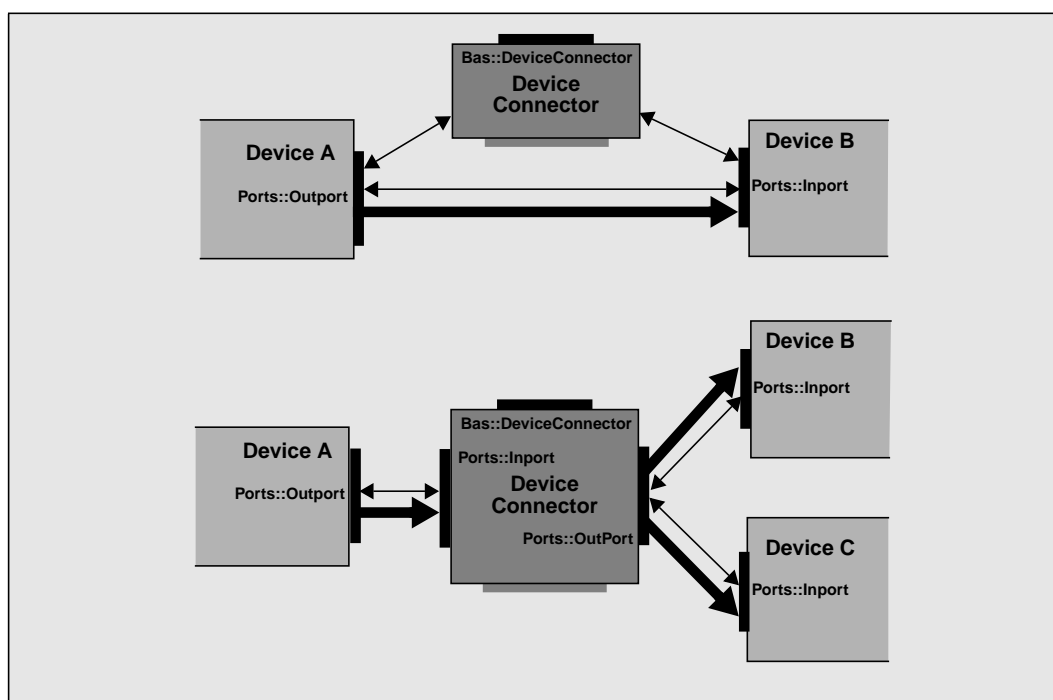 Bas::DeviceConnector
Device
Connector
Device A
Ports::Outport
Device B
Ports::Inport
Device B
Ports::Inport
Bas::DeviceConnector
Device A
Ports::Outport
Ports::Inport
Device
Connector
Ports::OutPort
Device C
Ports::Inport